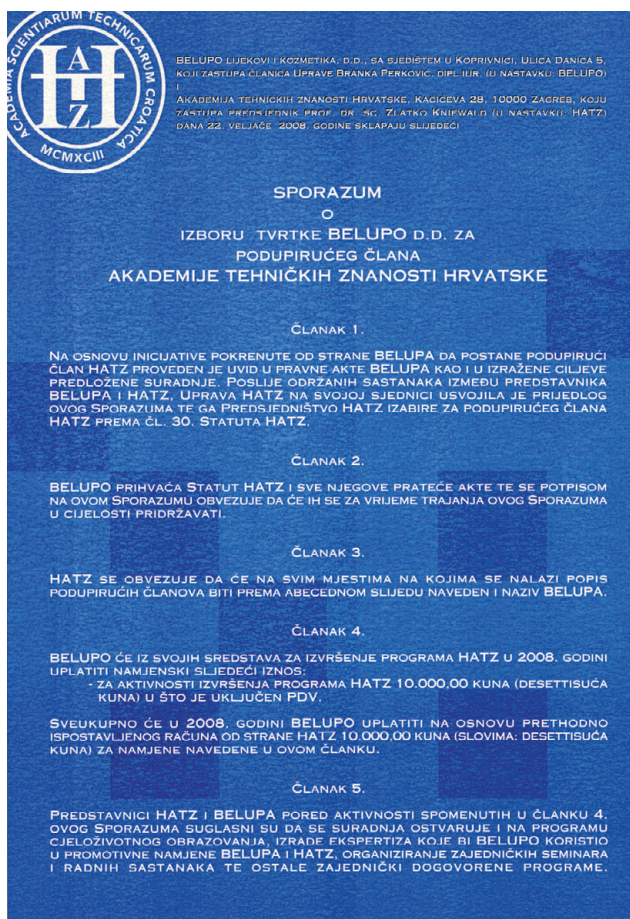 ACADEMIA SCIENTIARUM TECHNICARUM CROATICA
MCMXCIII
HATZ
BELUPO LIJEKOVI I KOZMETIKA, D.D., SA SJEDIŠTEM U KOPRIVNICI, ULICA DANICA 5,
KOJI ZASTUPA ČLANICA UPRAVE BRANKA PERKOVIĆ, DIPL.IUR. (U NASTAVKU: BELUPO)
I
AKADEMIJA TEHNIČKIH ZNANOSTI HRVATSKE, KAČIĆEVA 28, 10000 ZAGREB, KOJU
ZASTUPA PREDSJEDNIK PROF. DR. SC. ZLATKO KNIEWALD (U NASTAVKU: HATZ)
DANA 22. VELJAČE 2008. GODINE SKLAPAJU SLIJEDEĆI
SPORAZUM
O
IZBORU TVRTKE BELUPO D.D. ZA
PODUPIRUĆEG ČLANA
AKADEMIJE TEHNIČKIH ZNANOSTI HRVATSKE
ČLANAK 1.
NA OSNOVU INICIJATIVE POKRENUTE OD STRANE BELUPA DA POSTANE PODUPIRUĆI
ČLAN HATZ PROVEDEN JE UVID U PRAVNE AKTE BELUPA KAO I U IZRAŽENE CILJEVE
PREDLOŽENE SURADNJE. POSLIJE ODRŽANIH SASTANAKA IZMEĐU PREDSTAVNIKA
BELUPA I HATZ, UPRAVA HATZ NA SVOJOJ SJEDNICI USVOJILA JE PRIJEDLOG
OVOG SPORAZUMA TE GA PREDSJEDNIŠTVO HATZ IZABIRE ZA PODUPIRUĆEG ČLANA
HATZ PREMA ČL. 30. STATUTA HATZ.
ČLANAK 2.
BELUPO PRIHVAĆA STATUT HATZ I SVE NJEGOVE PRATEĆE AKTE TE SE POTPISOM
NA OVOM SPORAZUMU OBVEZUJE DA ĆE IH SE ZA VRIJEME TRAJANJA OVOG SPORAZUMA
U CIJELOSTI PRIDRŽAVATI.
ČLANAK 3.
HATZ SE OBVEZUJE DA ĆE NA SVIM MJESTIMA NA KOJIMA SE NALAZI POPIS
PODUPIRUĆIH ČLANOVA BITI PREMA ABECEDNOM SLIJEDU NAVEDEN I NAZIV BELUPA.
ČLANAK 4.
BELUPO ĆE IZ SVOJIH SREDSTAVA ZA IZVRŠENJE PROGRAMA HATZ U 2008. GODINI
UPLATITI NAMJENSKI SLJEDEĆI IZNOS:
- ZA AKTIVNOSTI IZVRŠENJA PROGRAMA HATZ 10.000,00 KUNA (DESETTISUĆA
KUNA) U ŠTO JE UKLJUČEN PDV.
SVEUKUPNO ĆE U 2008. GODINI BELUPO UPLATITI NA OSNOVU PRETHODNO
ISPOSTAVLJENOG RAČUNA OD STRANE HATZ 10.000,00 KUNA (SLOVIMA: DESETTISUĆA
KUNA) ZA NAMJENE NAVEDENE U OVOM ČLANKU.
ČLANAK 5.
PREDSTAVNICI HATZ I BELUPA PORED AKTIVNOSTI SPOMENUTIH U ČLANKU 4.
OVOG SPORAZUMA SUGLASNI SU DA SE SURADNJA OSTVARUJE I NA PROGRAMU
CJELOŽIVOTNOG OBRAZOVANJA, IZRADE EKSPERTIZA KOJE BI BELUPO KORISTIO
U PROMOTIVNE NAMJENE BELUPA I HATZ, ORGANIZIRANJE ZAJEDNIČKIH SEMINARA
I RADNIH SASTANAKA TE OSTALE ZAJEDNIČKI DOGOVORENE PROGRAME.